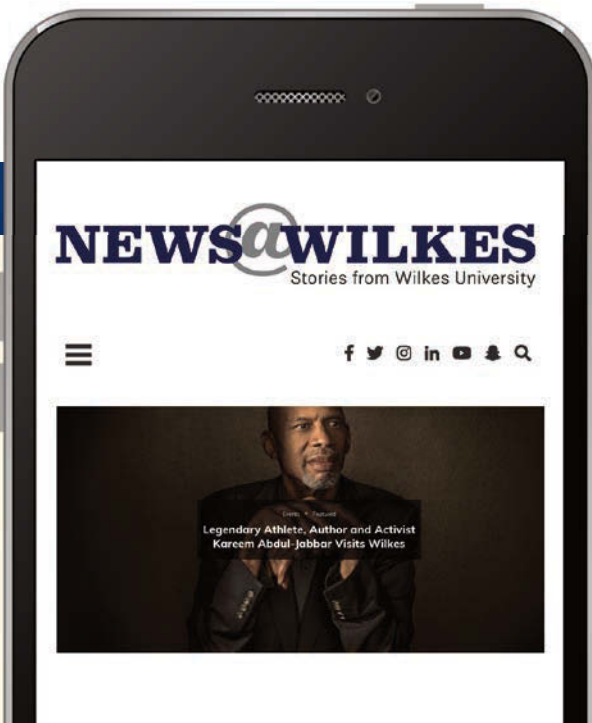 NEWS@WILKES
Stories from Wilkes University
Events • Featured
Legendary Athlete, Author and Activist
Kareem Abdul-Jabbar Visits Wilkes